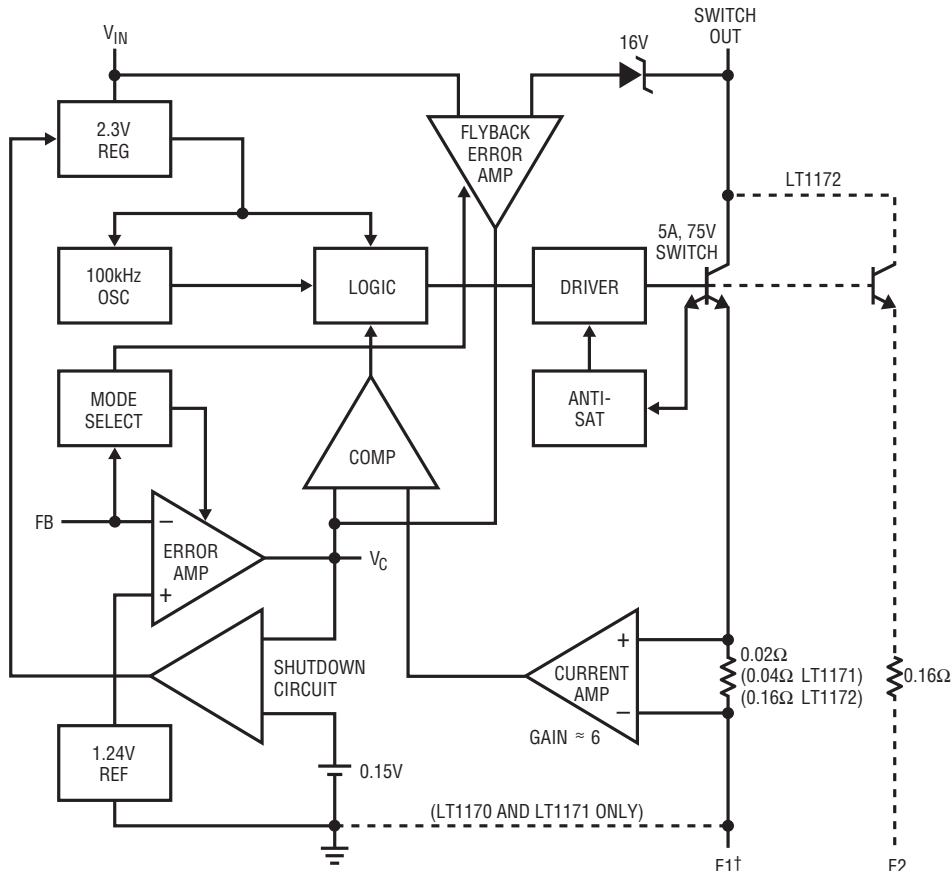 SWITCH
OUT
VIN
16V
2.3V
REG
FLYBACK
ERROR
AMP
LT1172
5A, 75V
SWITCH
100kHz
OSC
LOGIC
DRIVER
MODE
SELECT
ANTI-
SAT
COMP
FB
–
ERROR
AMP
+
VC
SHUTDOWN
CIRCUIT
+
CURRENT
AMP
–
GAIN ≈ 6
0.02Ω
(0.04Ω LT1171)
(0.16Ω LT1172)
0.16Ω
1.24V
REF
0.15V
(LT1170 AND LT1171 ONLY)
E1†
E2